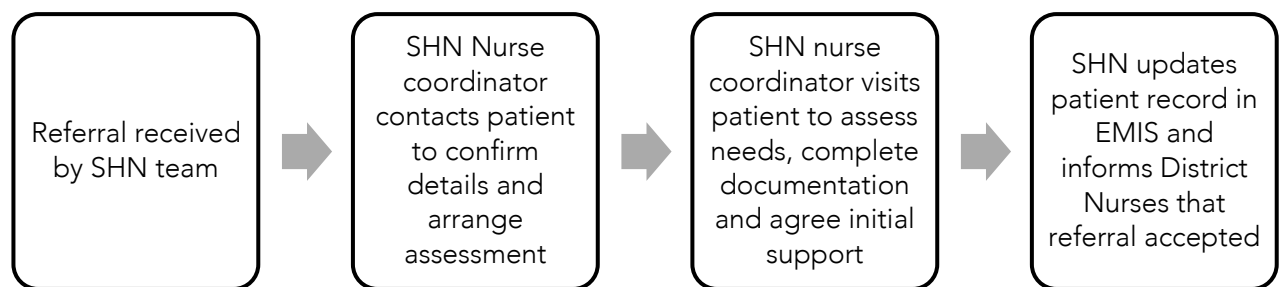 Referral received
by SHN team
SHN Nurse
coordinator
contacts patient
to confirm
details and
arrange
assessment
SHN nurse
coordinator visits
patient to assess
needs, complete
documentation
and agree initial
support
SHN updates
patient record in
EMIS and
informs District
Nurses that
referral accepted